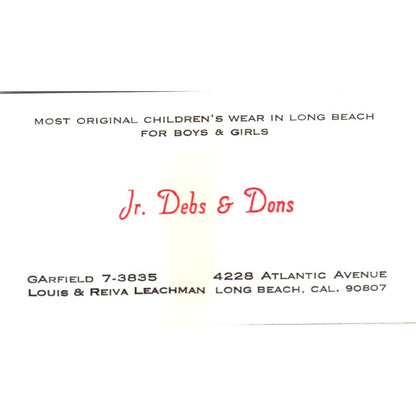 MOST ORIGINAL CHILDREN'S WEAR IN LONG BEACH
FOR BOYS & GIRLS
Jr. Debs & Dons
GARFIELD 7-3835
LOUIS & REIVA LEACHMAN
4228 ATLANTIC AVENUE
LONG BEACH, CAL. 90807